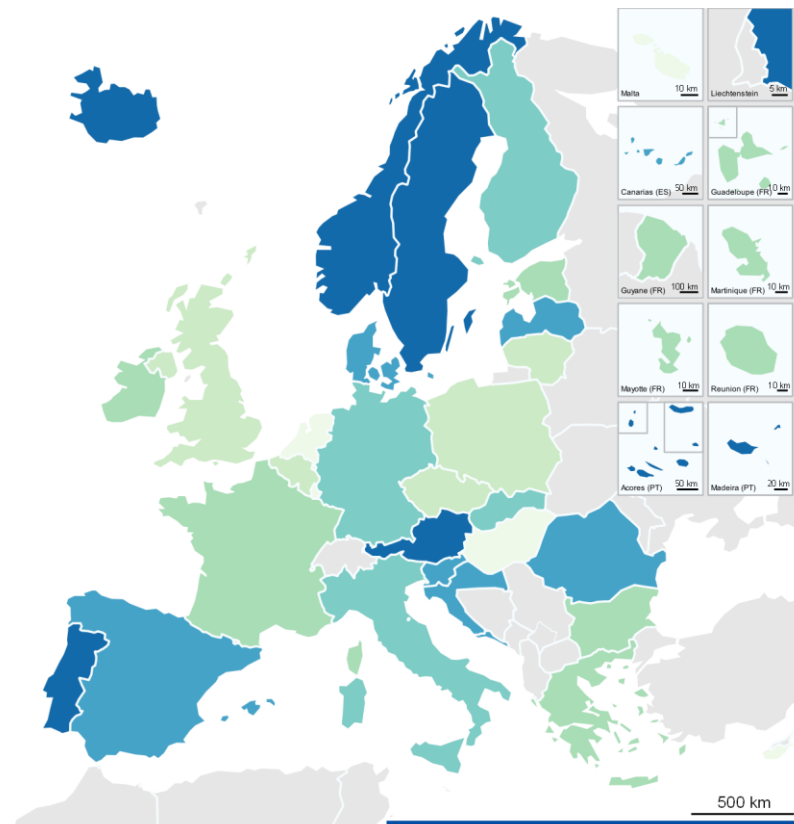 Malta
10 km
Liechtenstein
5 km
Canarias (ES)
50 km
Guadeloupe (FR)
10 km
Guyane (FR)
100 km
Martinique (FR)
10 km
Mayotte (FR)
10 km
Reunion (FR)
10 km
Acores (PT)
50 km
Madeira (PT)
20 km
500 km